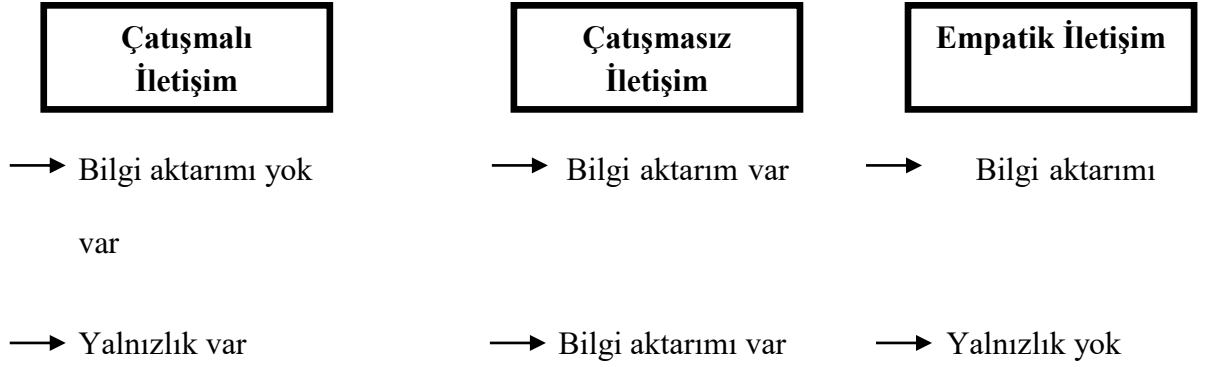 Çatışmalı
İletişim
Çatışmasız
İletişim
Empatik İletişim
Bilgi aktarımı yok Bilgi aktarım var Bilgi aktarımı
var
Yalnızlık var Bilgi aktarımı var Yalnızlık yok